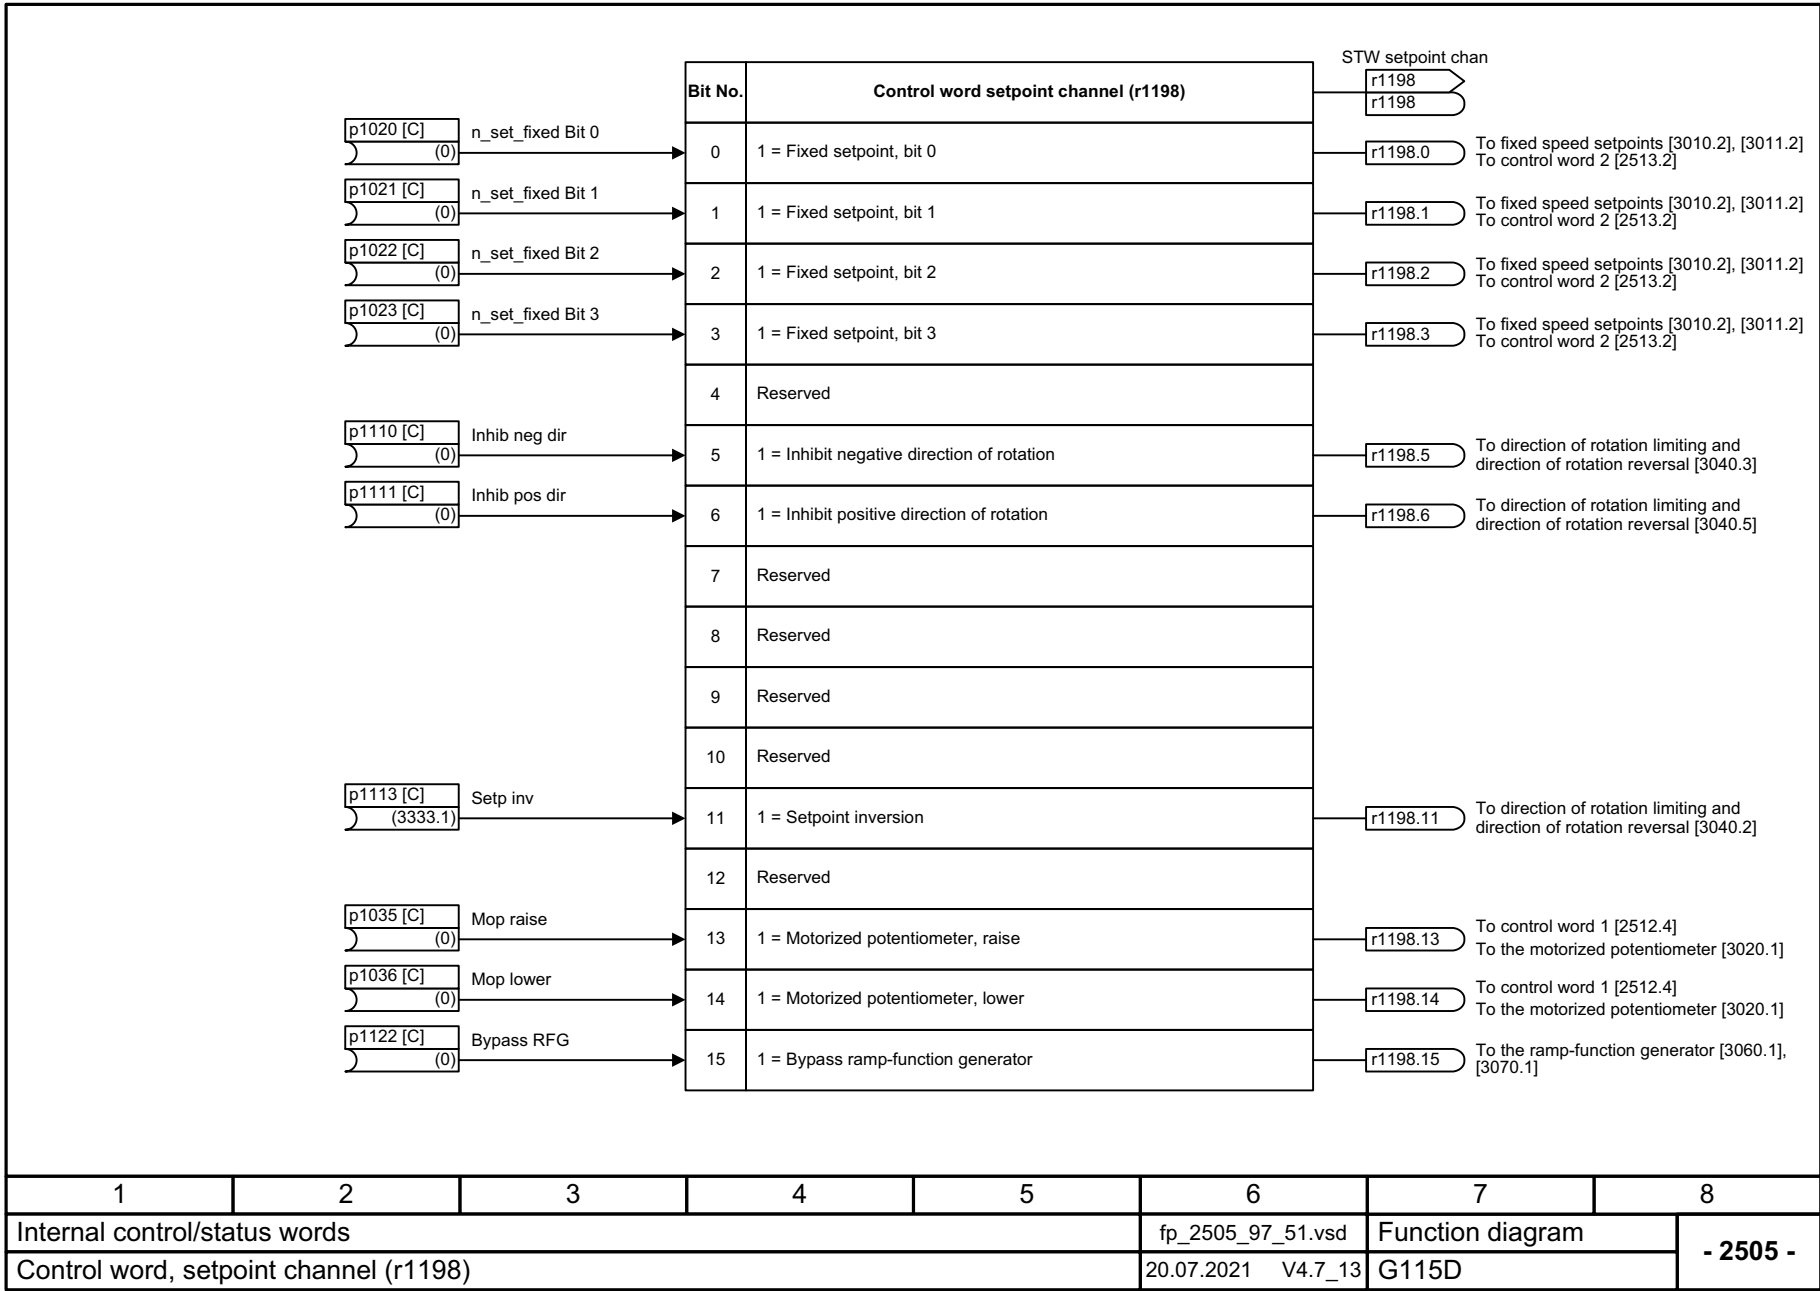 STW setpoint chan
Bit No.
Control word setpoint channel (r1198)
r1198
r1198
p1020 [C]
(0)
n_set_fixed Bit 0
0
1 = Fixed setpoint, bit 0
r1198.0
To fixed speed setpoints [3010.2], [3011.2]
To control word 2 [2513.2]
p1021 [C]
(0)
n_set_fixed Bit 1
1
1 = Fixed setpoint, bit 1
r1198.1
To fixed speed setpoints [3010.2], [3011.2]
To control word 2 [2513.2]
p1022 [C]
(0)
n_set_fixed Bit 2
2
1 = Fixed setpoint, bit 2
r1198.2
To fixed speed setpoints [3010.2], [3011.2]
To control word 2 [2513.2]
p1023 [C]
(0)
n_set_fixed Bit 3
3
1 = Fixed setpoint, bit 3
r1198.3
To fixed speed setpoints [3010.2], [3011.2]
To control word 2 [2513.2]
4
Reserved
p1110 [C]
(0)
Inhib neg dir
5
1 = Inhibit negative direction of rotation
r1198.5
To direction of rotation limiting and
direction of rotation reversal [3040.3]
p1111 [C]
(0)
Inhib pos dir
6
1 = Inhibit positive direction of rotation
r1198.6
To direction of rotation limiting and
direction of rotation reversal [3040.5]
7
Reserved
8
Reserved
9
Reserved
10
Reserved
p1113 [C]
(3333.1)
Setp inv
11
1 = Setpoint inversion
r1198.11
To direction of rotation limiting and
direction of rotation reversal [3040.2]
12
Reserved
p1035 [C]
(0)
Mop raise
13
1 = Motorized potentiometer, raise
r1198.13
To control word 1 [2512.4]
To the motorized potentiometer [3020.1]
p1036 [C]
(0)
Mop lower
14
1 = Motorized potentiometer, lower
r1198.14
To control word 1 [2512.4]
To the motorized potentiometer [3020.1]
p1122 [C]
(0)
Bypass RFG
15
1 = Bypass ramp-function generator
r1198.15
To the ramp-function generator [3060.1],
[3070.1]
1 2 3 4 5 6 7 8
Internal control/status words
fp_2505_97_51.vsd
Function diagram
- 2505 -
Control word, setpoint channel (r1198)
20.07.2021 V4.7_13
G115D